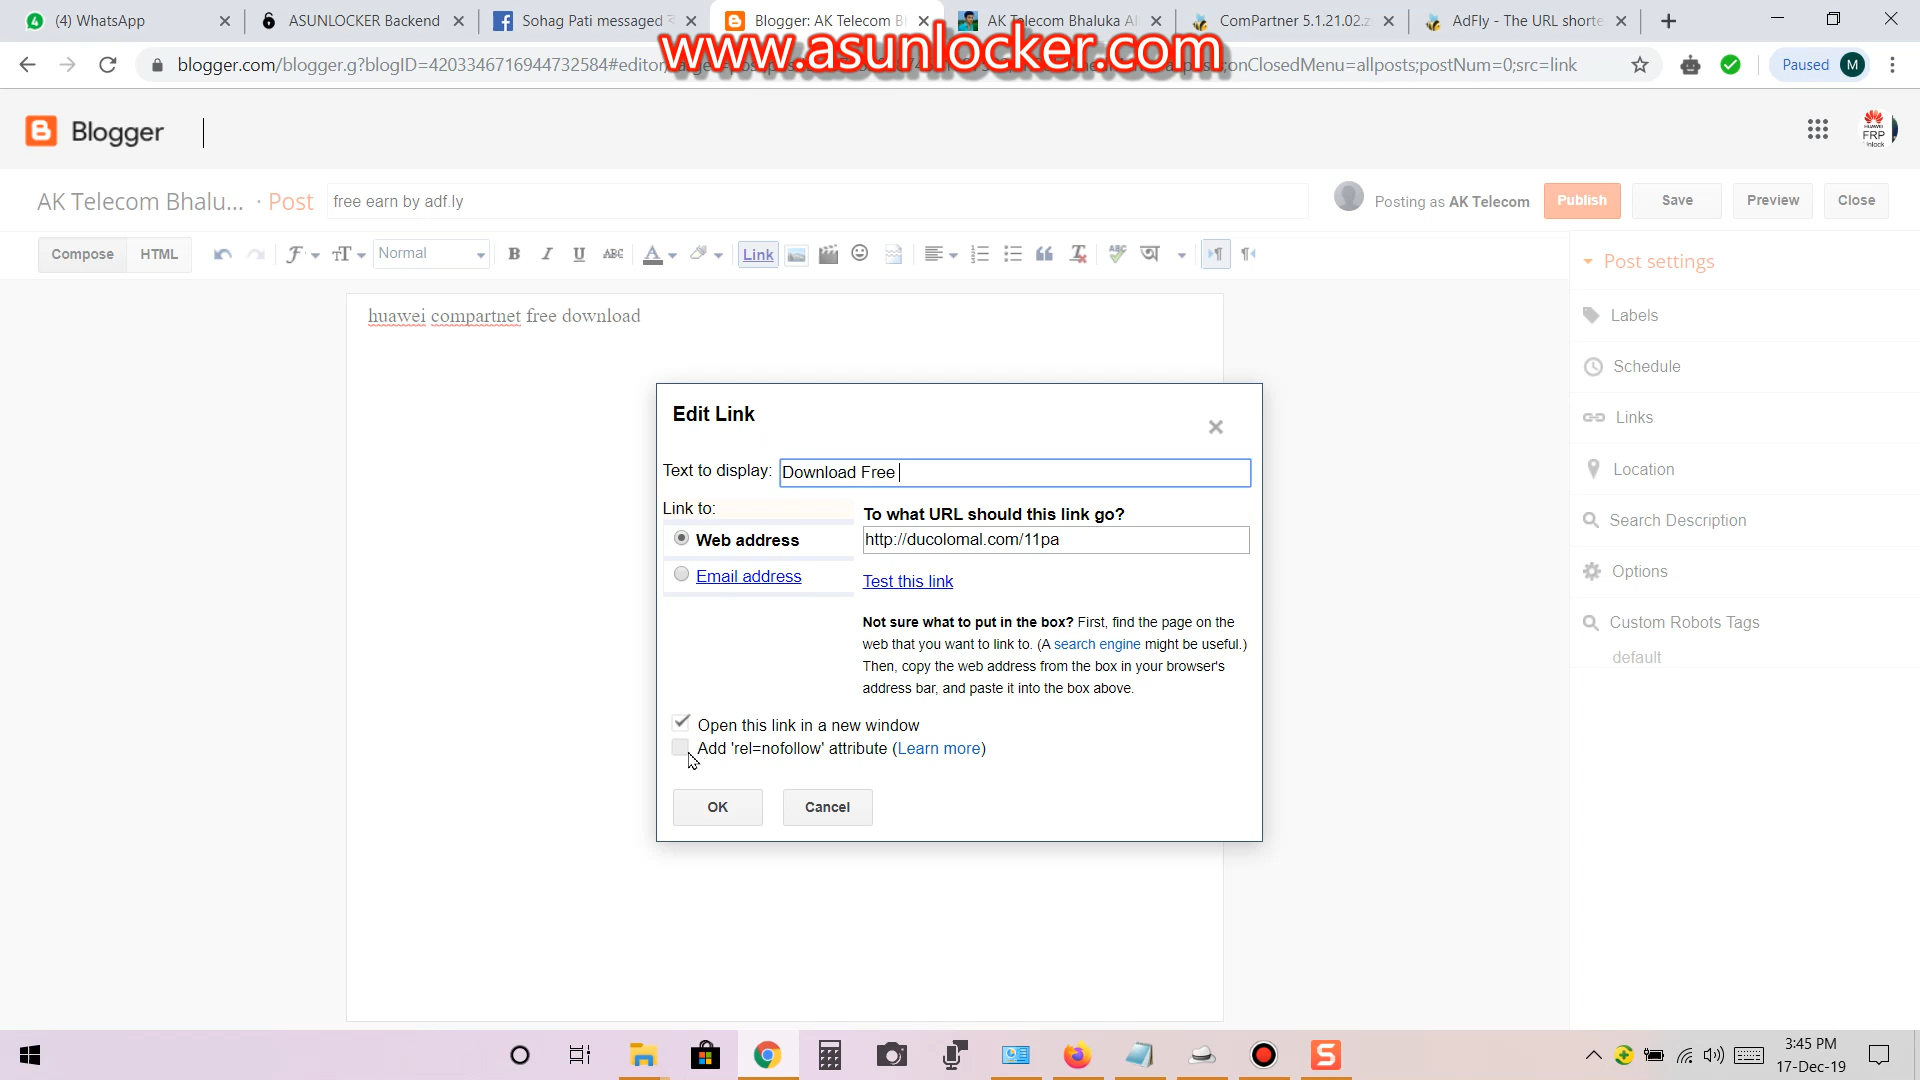 (4) WhatsApp
ASUNLOCKER Backend
Sohag Pati messaged
Blogger: AK Telecom B
AK Telecom Bhaluka Al
ComPartner 5.1.21.02.z
AdFly - The URL shorte
www.asunlocker.com
blogger.com/blogger.g?blogID=4203346716944732584#editor/
onClosedMenu=allposts;postNum=0;src=link
Paused M
Blogger
HUAWEI
FRP
Unlock
AK Telecom Bhalu... · Post
free earn by adf.ly
Posting as AK Telecom
Publish
Save
Preview
Close
Compose
HTML
Normal
B I U ABC A
Link
Post settings
huawei compartnet free download
Labels
Schedule
Links
Location
Search Description
Options
Custom Robots Tags
default
Edit Link
Text to display: Download Free
Link to:
Web address
Email address
To what URL should this link go?
http://ducolomal.com/11pa
Test this link
Not sure what to put in the box? First, find the page on the
web that you want to link to. (A search engine might be useful.)
Then, copy the web address from the box in your browser's
address bar, and paste it into the box above.
Open this link in a new window
Add 'rel=nofollow' attribute (Learn more)
OK
Cancel
3:45 PM
17-Dec-19